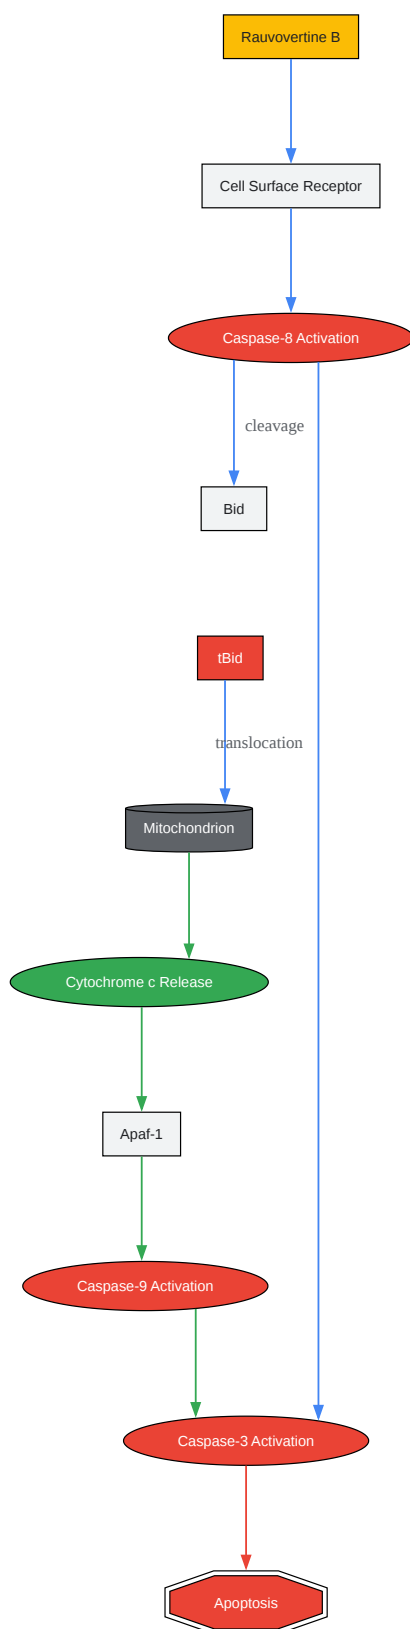 Rauvovertine B
Cell Surface Receptor
Caspase-8 Activation
cleavage
Bid
tBid
translocation
Mitochondrion
Cytochrome c Release
Apaf-1
Caspase-9 Activation
Caspase-3 Activation
Apoptosis